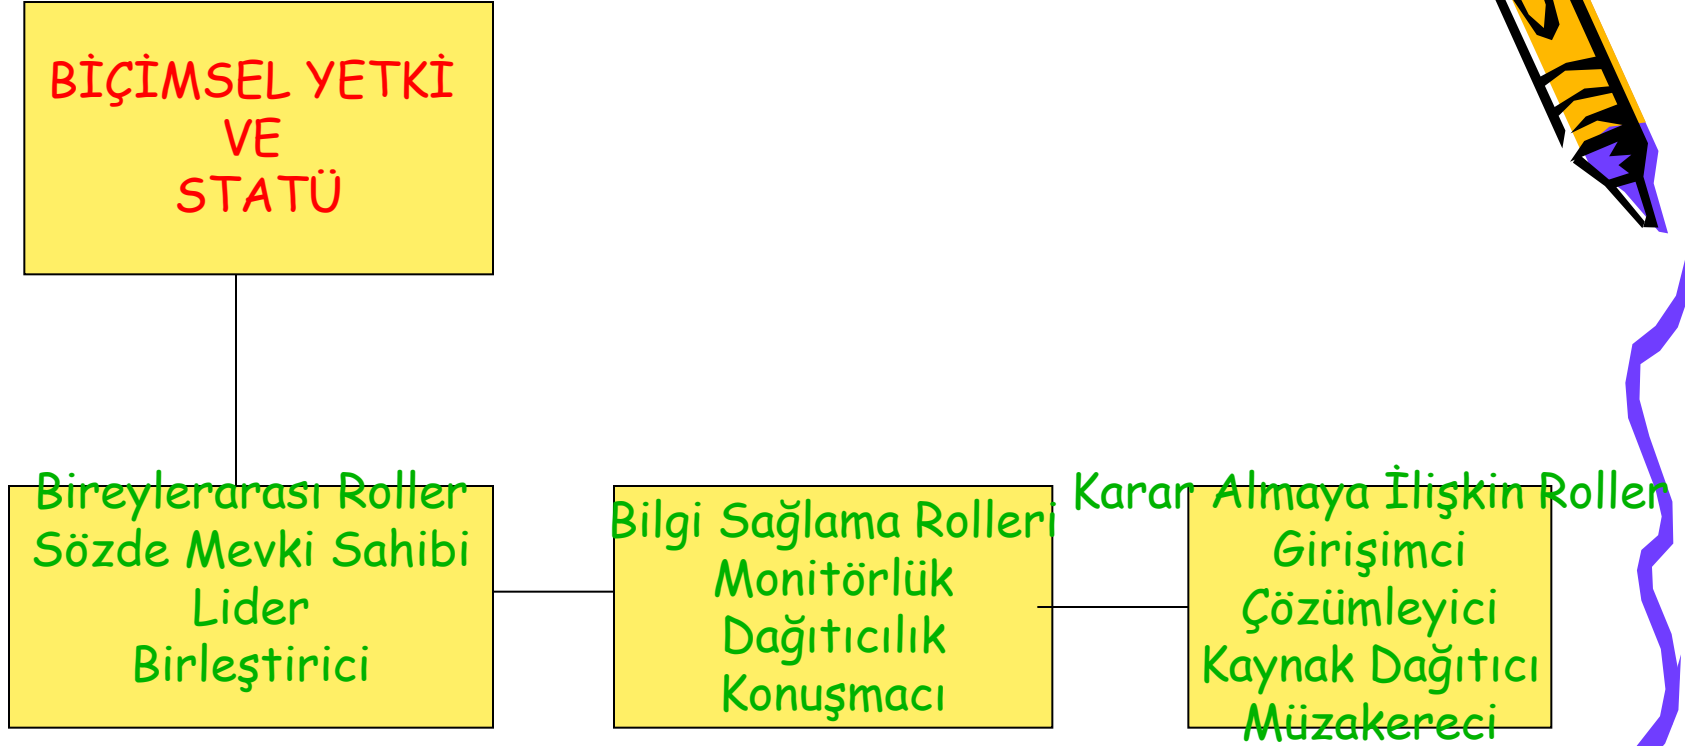 BİÇİMSEL YETKİ
VE
STATÜ
Bireylerarası Roller
Sözde Mevki Sahibi
Lider
Birleştirici
Bilgi Sağlama Rolleri
Monitörlük
Dağıtıcılık
Konuşmacı
Karar Almaya İlişkin Roller
Girişimci
Çözümleyici
Kaynak Dağıtıcı
Müzakereci